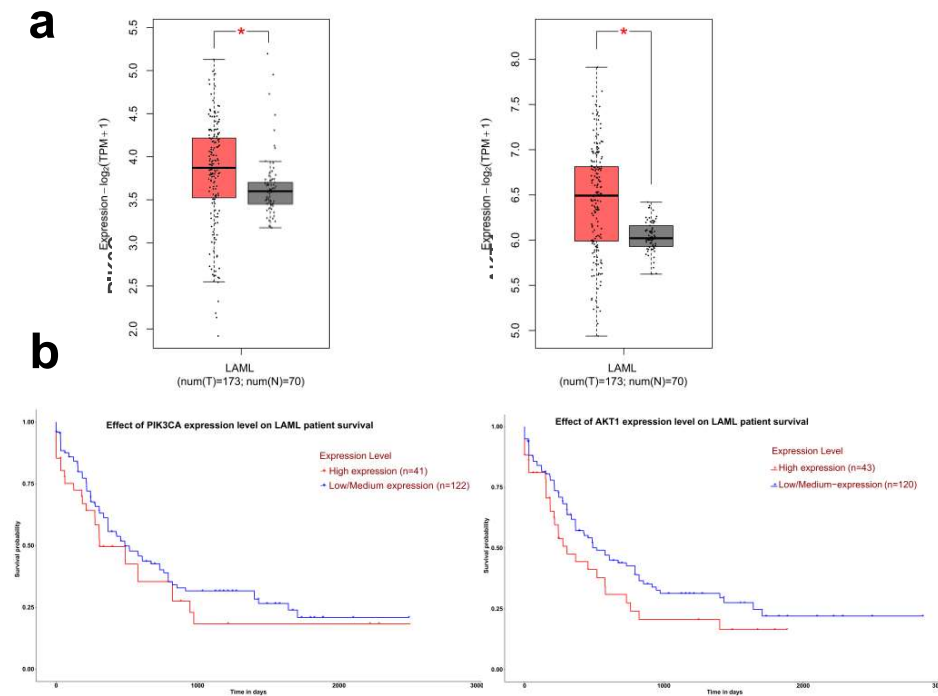 a
*
5.5
5.0
4.5
4.0
3.5
3.0
2.5
2.0
Expression − log2(TPM + 1)
LAML
(num(T)=173; num(N)=70)
*
8.0
7.5
7.0
6.5
6.0
5.5
5.0
Expression − log2(TPM + 1)
LAML
(num(T)=173; num(N)=70)
b
Effect of PIK3CA expression level on LAML patient survival
Expression Level
High expression (n=41)
Low/Medium expression (n=122)
1.00
0.75
0.50
0.25
0.00
Survival probability
0
1000
2000
3000
Time in days
Effect of AKT1 expression level on LAML patient survival
Expression Level
High expression (n=43)
Low/Medium−expression (n=120)
1.00
0.75
0.50
0.25
0.00
Survival probability
0
1000
2000
Time in days